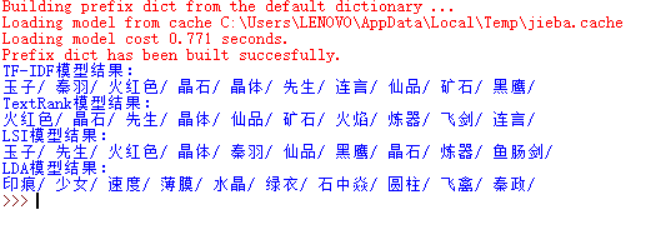 Building prefix dict from the default dictionary ...
Loading model from cache C:\Users\LENOVO\AppData\Local\Temp\jieba.cache
Loading model cost 0.771 seconds.
Prefix dict has been built succesfully.
TF-IDF模型结果:
玉子/ 秦羽/ 火红色/ 晶石/ 晶体/ 先生/ 连言/ 仙品/ 矿石/ 黑鹰/
TextRank模型结果:
火红色/ 晶石/ 先生/ 晶体/ 仙品/ 矿石/ 火焰/ 炼器/ 飞剑/ 连言/
LSI模型结果:
玉子/ 先生/ 火红色/ 晶体/ 秦羽/ 仙品/ 黑鹰/ 晶石/ 炼器/ 鱼肠剑/
LDA模型结果:
印痕/ 少女/ 速度/ 薄膜/ 水晶/ 绿衣/ 石中焱/ 圆柱/ 飞禽/ 秦政/
>>>